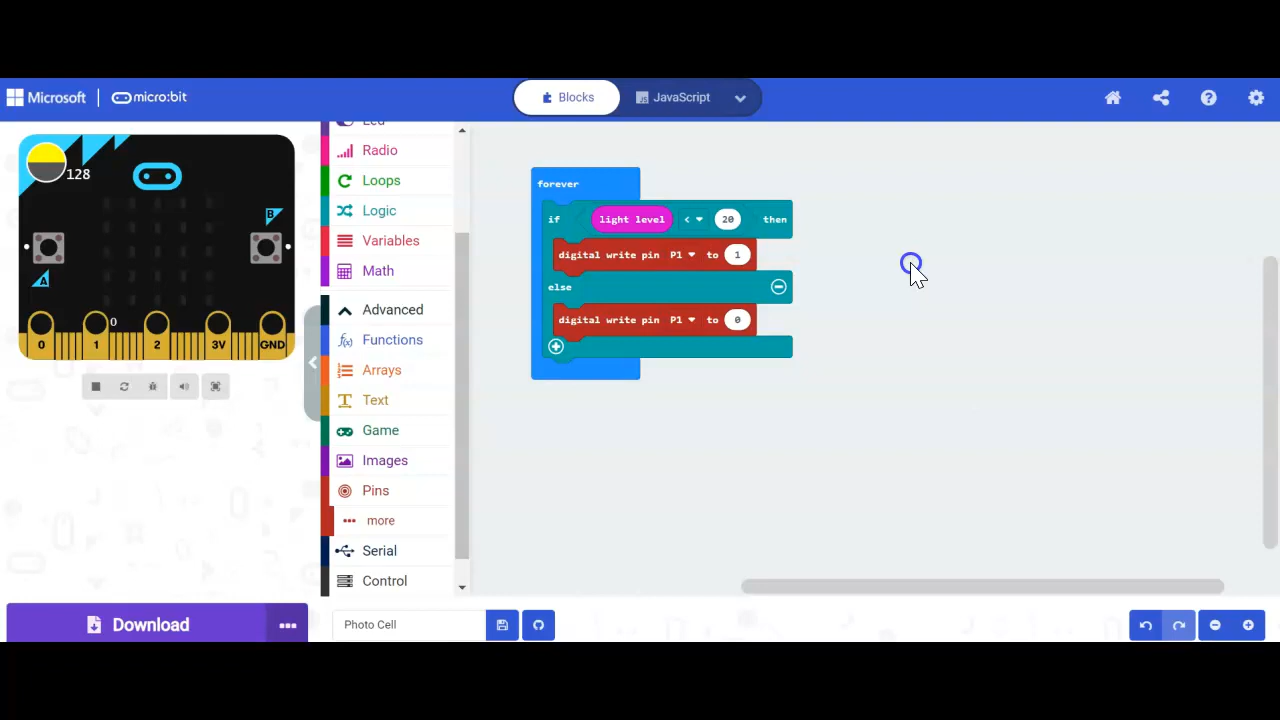 Microsoft | micro:bit
Blocks
JavaScript
128
B
A
0
0 1 2 3V GND
Led
Radio
Loops
Logic
Variables
Math
Advanced
Functions
Arrays
Text
Game
Images
Pins
more
Serial
Control
forever
if light level < 20 then
digital write pin P1 to 1
else
digital write pin P1 to 0
Download
Photo Cell